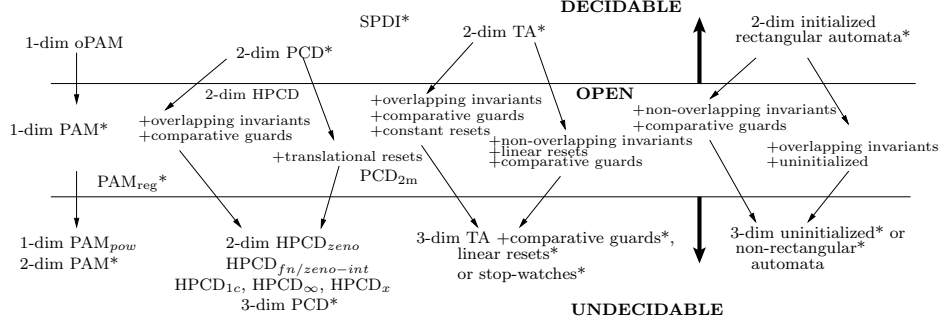 DECIDABLE
SPDI*
1-dim oPAM
2-dim PCD*
2-dim TA*
2-dim initialized
rectangular automata*
OPEN
2-dim HPCD
1-dim PAM*
+overlapping invariants
+comparative guards
+translational resets
PCD2m
+overlapping invariants
+comparative guards
+constant resets
+non-overlapping invariants
+linear resets
+comparative guards
+non-overlapping invariants
+comparative guards
+overlapping invariants
+uninitialized
PAMreg*
1-dim PAMpow
2-dim PAM*
2-dim HPCDzeno
HPCDfn/zeno−int
HPCD1c, HPCD∞, HPCDx
3-dim PCD*
3-dim TA +comparative guards*,
linear resets*
or stop-watches*
3-dim uninitialized* or
non-rectangular*
automata
UNDECIDABLE